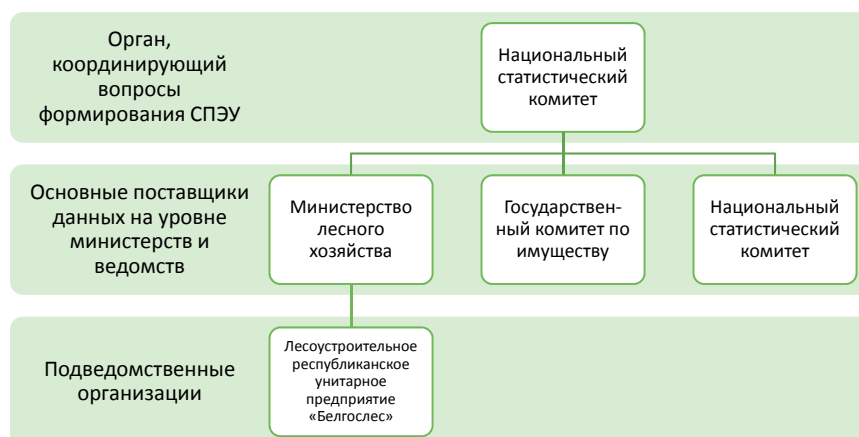 Орган,
координирующий
вопросы
формирования СПЭУ
Национальный
статистический
комитет
Основные поставщики
данных на уровне
министерств и
ведомств
Министерство
лесного
хозяйства
Государствен-
ный комитет по
имуществу
Национальный
статистический
комитет
Подведомственные
организации
Лесоустроительное
республиканское
унитарное
предприятие
«Белгослес»